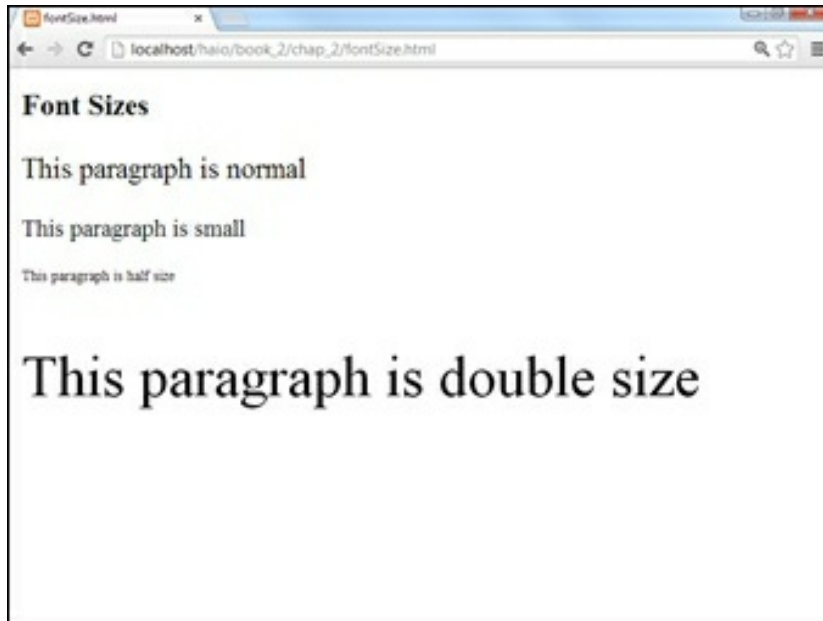 fontSize.html
localhost/haio/book_2/chap_2/fontSize.html
Font Sizes
This paragraph is normal
This paragraph is small
This paragraph is half size
This paragraph is double size